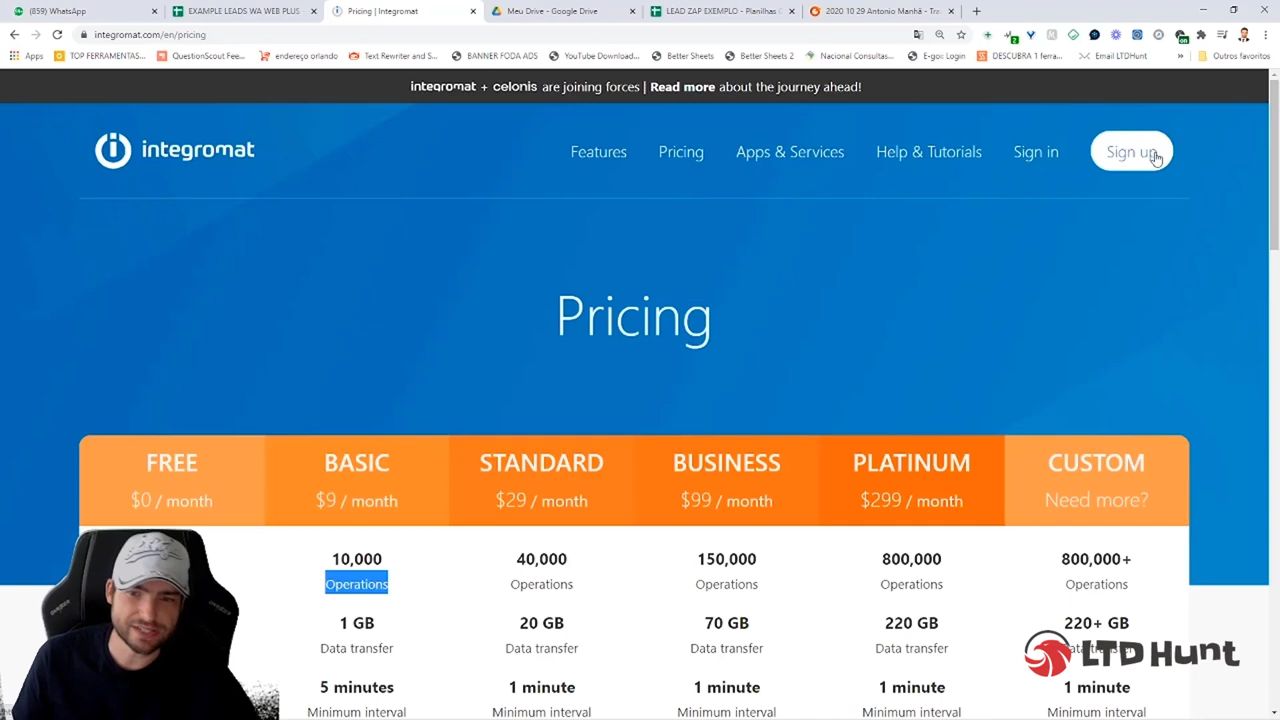 (859) WhatsApp
EXAMPLE LEADS WA WEB PLUS
Pricing | Integromat
Meu Drive - Google Drive
LEAD ZAP EXEMPLO - Planilhas
2020 10 29 Antonio Manhã - Tra
integromat.com/en/pricing
Apps
TOP FERRAMENTAS...
QuestionScout Fee...
endereço orlando
Text Rewriter and S...
BANNER FODA ADS
YouTube Download...
Better Sheets
Better Sheets 2
Nacional Consultas...
E-goi: Login
DESCUBRA 1 ferra...
Email LTDHunt
Outros favoritos
integromat + celonis are joining forces | Read more about the journey ahead!
integromat
Features
Pricing
Apps & Services
Help & Tutorials
Sign in
Sign up
Pricing
FREE
BASIC
STANDARD
BUSINESS
PLATINUM
CUSTOM
$0 / month
$9 / month
$29 / month
$99 / month
$299 / month
Need more?
10,000
40,000
150,000
800,000
800,000+
Operations
Operations
Operations
Operations
Operations
1 GB
20 GB
70 GB
220 GB
220+ GB
Data transfer
Data transfer
Data transfer
Data transfer
Data transfer
LTD Hunt
5 minutes
1 minute
1 minute
1 minute
1 minute
Minimum interval
Minimum interval
Minimum interval
Minimum interval
Minimum interval